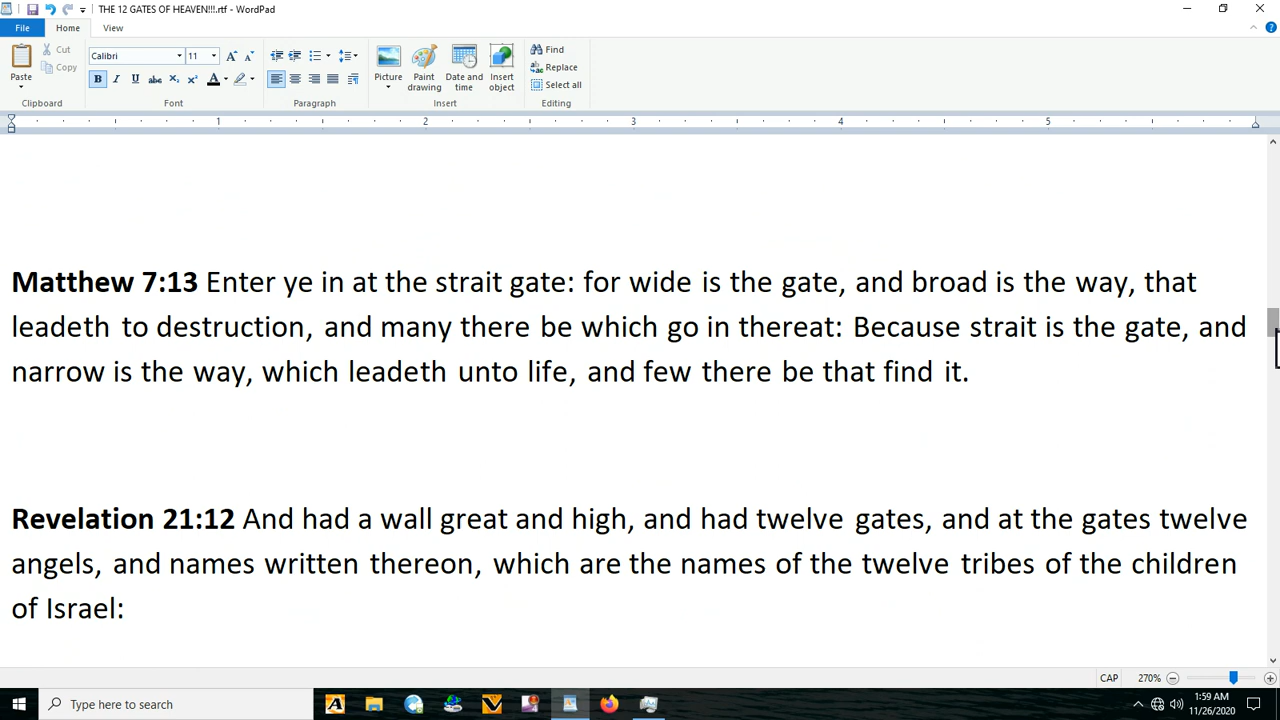 THE 12 GATES OF HEAVEN!!!.rtf - WordPad
File Home View
Paste
Cut
Copy
Clipboard
Calibri 11
Font
Paragraph
Picture
Paint drawing
Date and time
Insert object
Insert
Find
Replace
Select all
Editing
1 2 3 4 5
Matthew 7:13 Enter ye in at the strait gate: for wide is the gate, and broad is the way, that
leadeth to destruction, and many there be which go in thereat: Because strait is the gate, and
narrow is the way, which leadeth unto life, and few there be that find it.
Revelation 21:12 And had a wall great and high, and had twelve gates, and at the gates twelve
angels, and names written thereon, which are the names of the twelve tribes of the children
of Israel:
CAP 270%
Type here to search
1:59 AM
11/26/2020